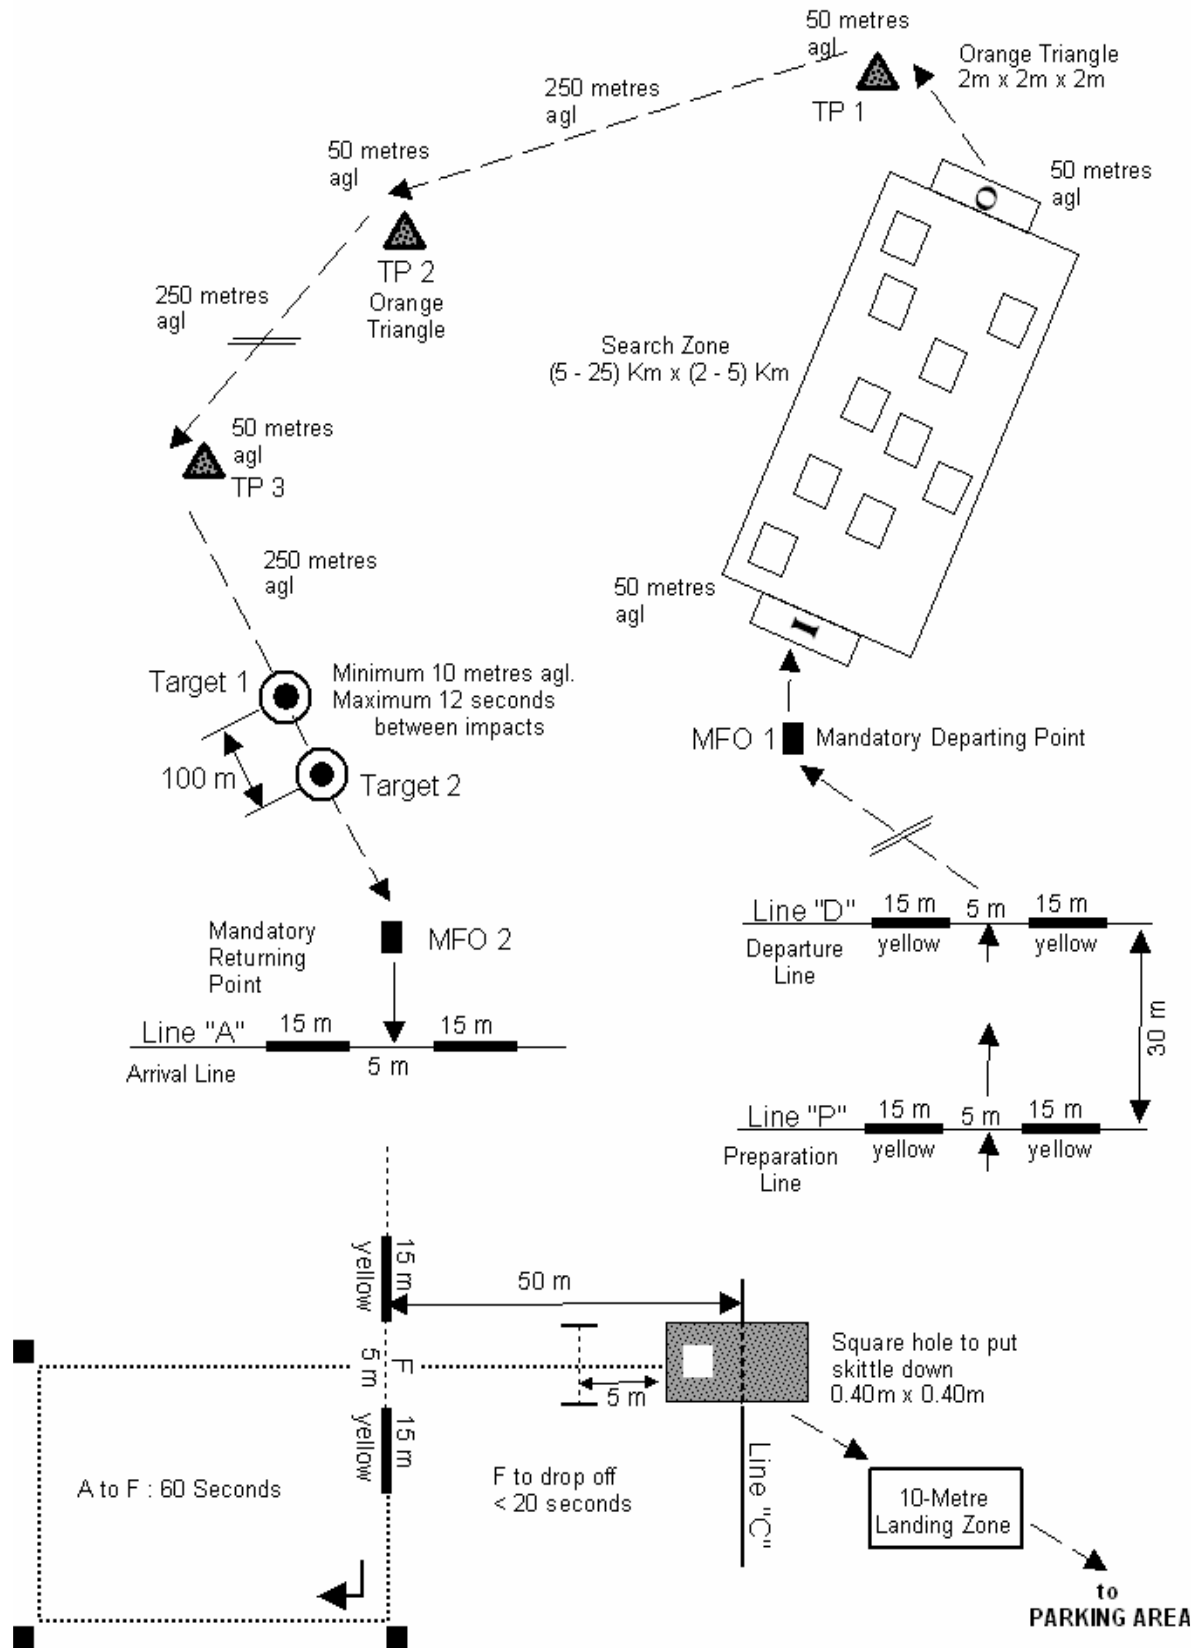 50 metres
agl
Orange Triangle
2m x 2m x 2m
250 metres
agl
TP 1
50 metres
agl
50 metres
agl
TP 2
Orange
Triangle
250 metres
agl
Search Zone
(5 - 25) Km x (2 - 5) Km
50 metres
agl
TP 3
250 metres
agl
50 metres
agl
Target 1
Minimum 10 metres agl.
Maximum 12 seconds
between impacts
MFO 1
Mandatory Departing Point
100 m
Target 2
Line "D"
15 m
5 m
15 m
yellow
yellow
Departure
Line
Mandatory
Returning
Point
MFO 2
30 m
Line "A"
15 m
15 m
5 m
Arrival Line
Line "P"
15 m
5 m
15 m
yellow
yellow
Preparation
Line
15 m
yellow
50 m
5 m
F
5 m
Square hole to put
skittle down
0.40m x 0.40m
15 m
yellow
Line "C"
A to F : 60 Seconds
F to drop off
< 20 seconds
10-Metre
Landing Zone
to
PARKING AREA